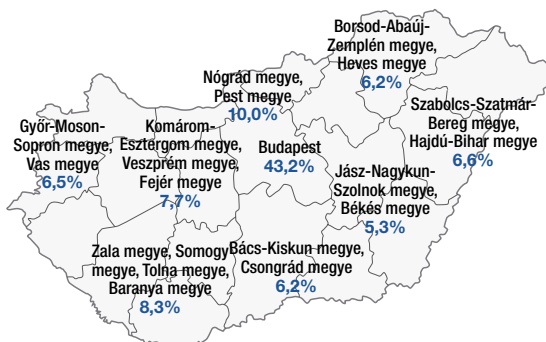 Borsod-Abaúj-
Zemplén megye,
Heves megye
6,2%
Nógrád megye,
Pest megye
10,0%
Szabolcs-Szatmár-
Bereg megye,
Hajdú-Bihar megye
6,6%
Győr-Moson-
Sopron megye,
Vas megye
6,5%
Komárom-
Esztergom megye,
Veszprém megye,
Fejér megye
7,7%
Budapest
43,2%
Jász-Nagykun-
Szolnok megye,
Békés megye
5,3%
Zala megye, Somogy
megye, Tolna megye,
Baranya megye
8,3%
Bács-Kiskun megye,
Csongrád megye
6,2%